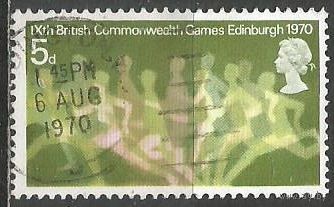 IXth British Commonwealth Games Edinburgh 1970
5d
1 45PM
6 AUG
1970